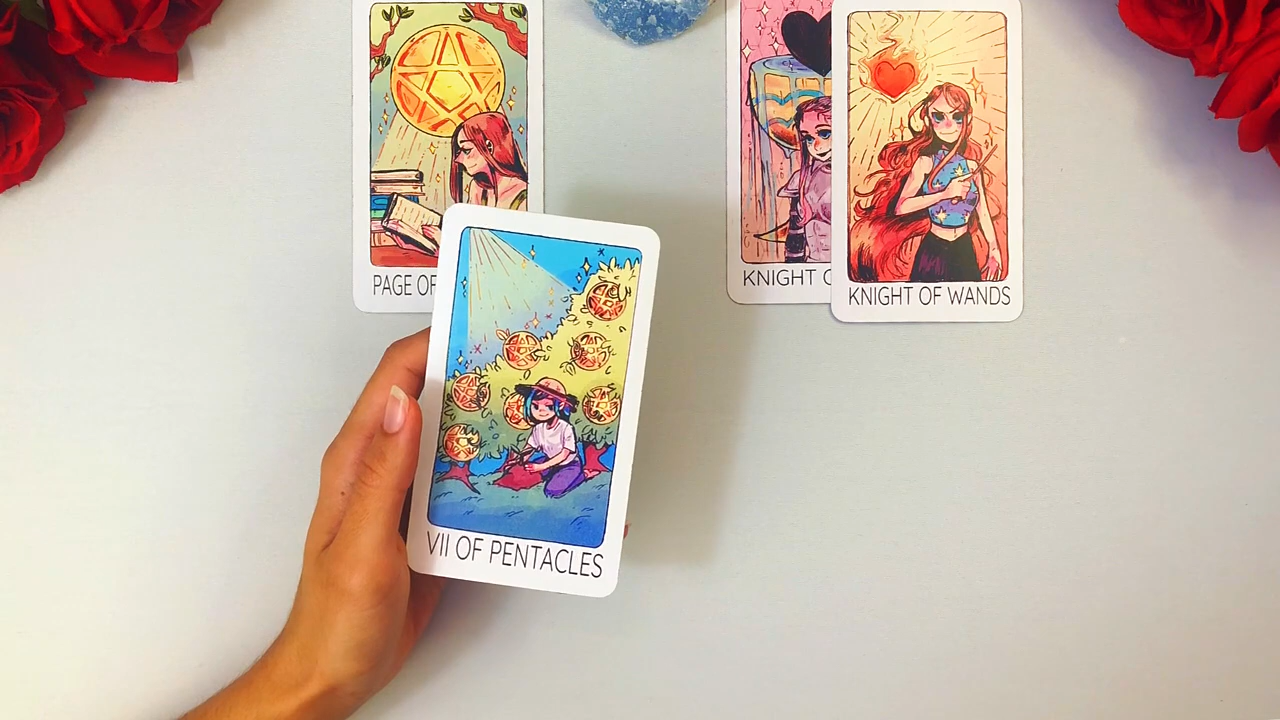 PAGE OF
KNIGHT
KNIGHT OF WANDS
VII OF PENTACLES